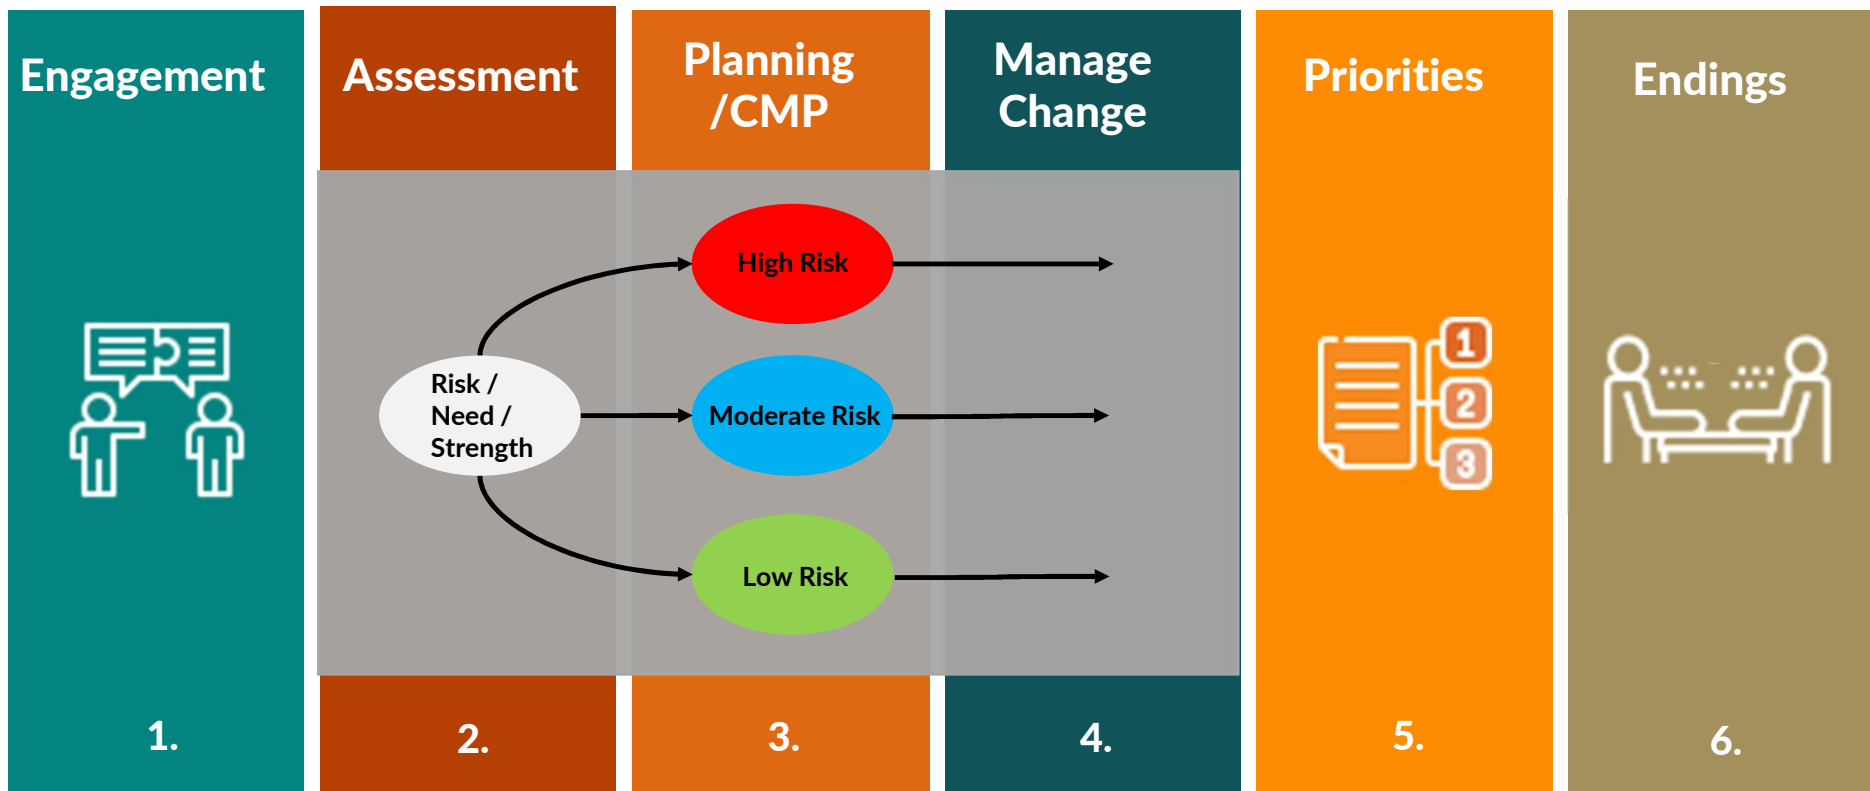 Engagement
Assessment
Planning
/CMP
Manage
Change
Priorities
Endings
High Risk
Risk /
Need /
Strength
Moderate Risk
Low Risk
1
2
3
1.
2.
3.
4.
5.
6.